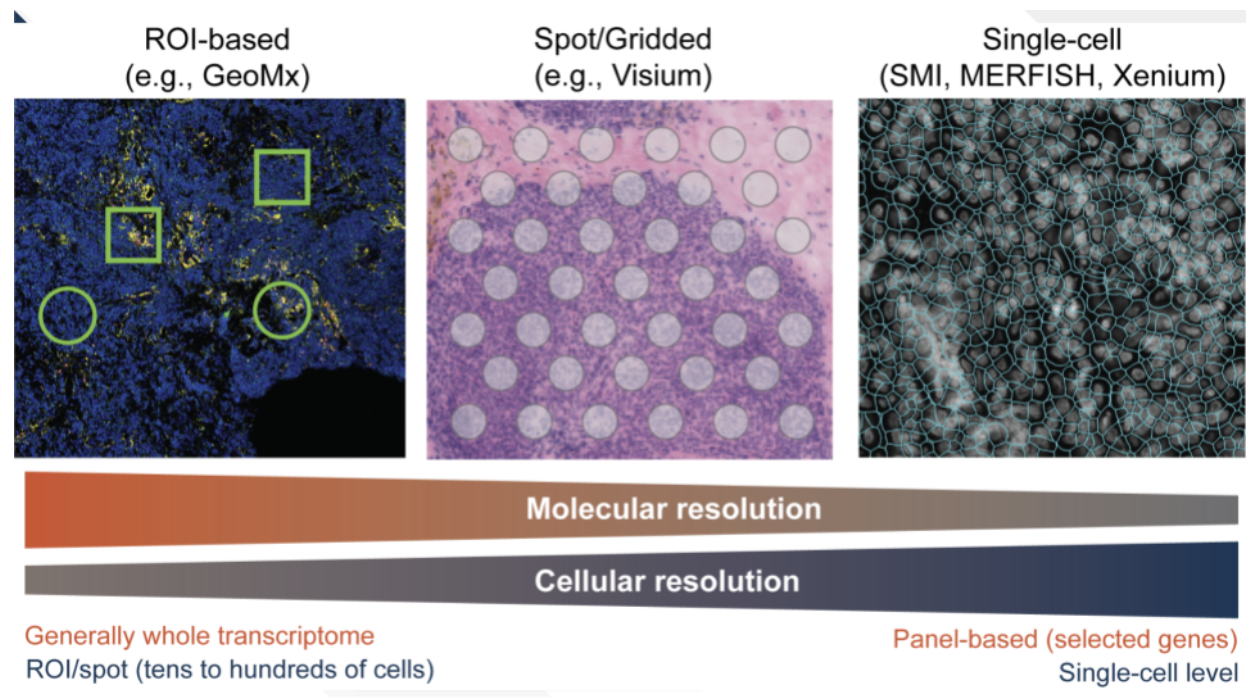 ROI-based
(e.g., GeoMx)
Spot/Gridded
(e.g., Visium)
Single-cell
(SMI, MERFISH, Xenium)
Molecular resolution
Cellular resolution
Generally whole transcriptome
ROI/spot (tens to hundreds of cells)
Panel-based (selected genes)
Single-cell level